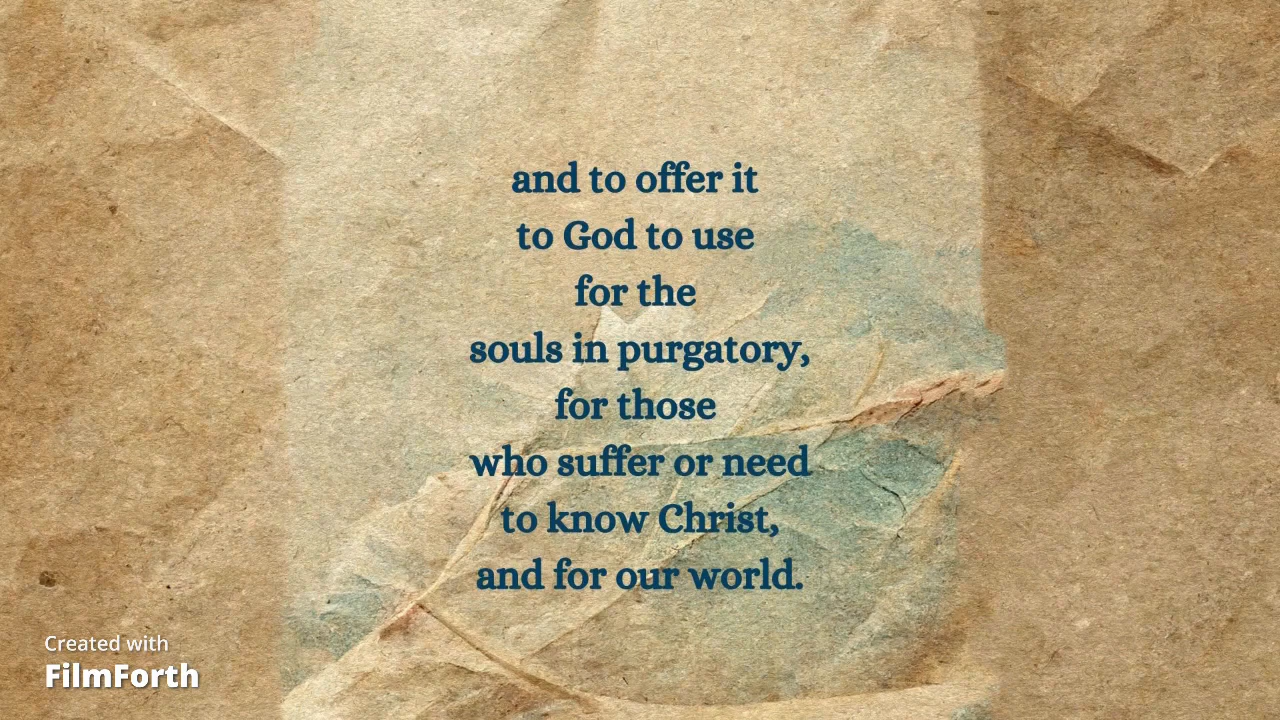 and to offer it
to God to use
for the
souls in purgatory,
for those
who suffer or need
to know Christ,
and for our world.
Created with
FilmForth